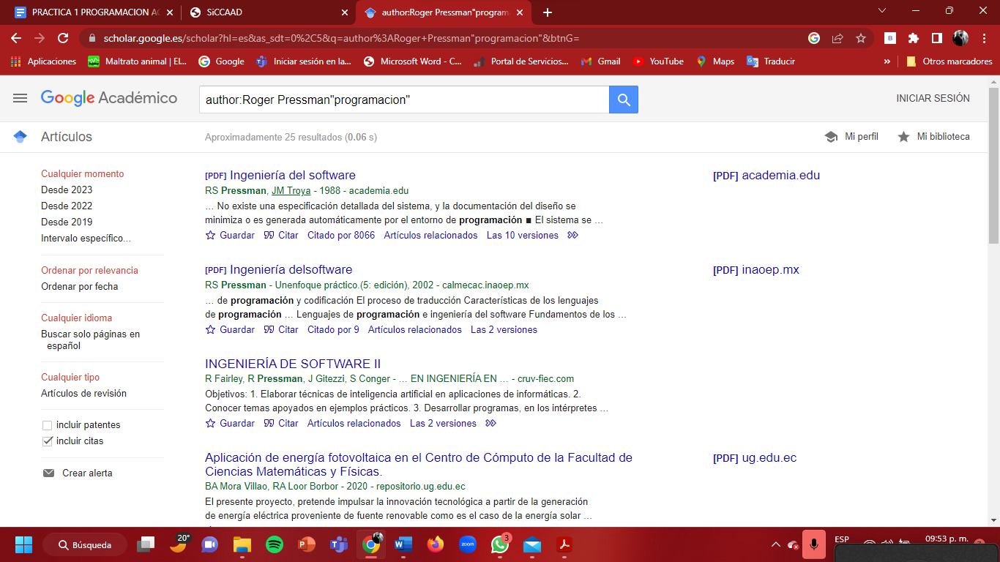 PRACTICA 1 PROGRAMACION AC
SiCCAAD
author:Roger Pressman"program
scholar.google.es/scholar?hl=es&as_sdt=0%2C5&q=author%3ARoger+Pressman"programacion"&btnG=
Aplicaciones
Maltrato animal | El...
Google
Iniciar sesión en la...
Microsoft Word - C...
Portal de Servicios...
Gmail
YouTube
Maps
Traducir
»
Otros marcadores
Google Académico
author:Roger Pressman"programacion"
INICIAR SESIÓN
Artículos
Aproximadamente 25 resultados (0.06 s)
Mi perfil
Mi biblioteca
Cualquier momento
Desde 2023
Desde 2022
Desde 2019
Intervalo específico...
Ordenar por relevancia
Ordenar por fecha
Cualquier idioma
Buscar solo páginas en
español
Cualquier tipo
Artículos de revisión
incluir patentes
incluir citas
Crear alerta
[PDF] Ingeniería del software
RS Pressman, JM Troya - 1988 - academia.edu
... No existe una especificación detallada del sistema, y la documentación del diseño se
minimiza o es generada automáticamente por el entorno de programación ■ El sistema se ...
Guardar Citar Citado por 8066 Artículos relacionados Las 10 versiones
[PDF] academia.edu
[PDF] Ingeniería delsoftware
RS Pressman - Unenfoque práctico.(5: edición), 2002 - calmecac.inaoep.mx
... de programación y codificación El proceso de traducción Características de los lenguajes
de programación ... Lenguajes de programación e ingeniería del software Fundamentos de los ...
Guardar Citar Citado por 9 Artículos relacionados Las 2 versiones
[PDF] inaoep.mx
INGENIERÍA DE SOFTWARE II
R Fairley, R Pressman, J Gitezzi, S Conger - ... EN INGENIERÍA EN ... - cruv-fiec.com
Objetivos: 1. Elaborar técnicas de inteligencia artificial en aplicaciones de informáticas. 2.
Conocer temas apoyados en ejemplos prácticos. 3. Desarrollar programas, en los intérpretes ...
Guardar Citar Artículos relacionados Las 2 versiones
Aplicación de energía fotovoltaica en el Centro de Cómputo de la Facultad de
Ciencias Matemáticas y Físicas.
BA Mora Villao, RA Loor Borbor - 2020 - repositorio.ug.edu.ec
El presente proyecto, pretende impulsar la innovación tecnológica a partir de la generación
de energía eléctrica proveniente de fuente renovable como es el caso de la energía solar ...
[PDF] ug.edu.ec
Búsqueda
20°
zoom
3
ESP
09:53 p. m.